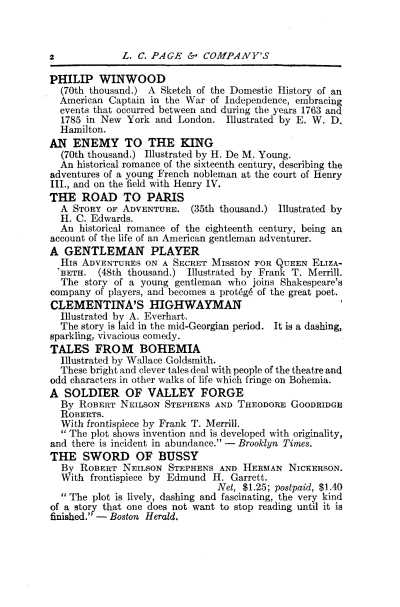 2 L. C. PAGE & COMPANY'S
PHILIP WINWOOD
(70th thousand.) A Sketch of the Domestic History of an
American Captain in the War of Independence, embracing
events that occurred between and during the years 1763 and
1785 in New York and London. Illustrated by E. W. D.
Hamilton.
AN ENEMY TO THE KING
(70th thousand.) Illustrated by H. De M. Young.
An historical romance of the sixteenth century, describing the
adventures of a young French nobleman at the court of Henry
III., and on the field with Henry IV.
THE ROAD TO PARIS
A STORY OF ADVENTURE. (35th thousand.) Illustrated by
H. C. Edwards.
An historical romance of the eighteenth century, being an
account of the life of an American gentleman adventurer.
A GENTLEMAN PLAYER
HIS ADVENTURES ON A SECRET MISSION FOR QUEEN ELIZA-
BETH. (48th thousand.) Illustrated by Frank T. Merrill.
The story of a young gentleman who joins Shakespeare's
company of players, and becomes a protégé of the great poet.
CLEMENTINA'S HIGHWAYMAN
Illustrated by A. Everhart.
The story is laid in the mid-Georgian period. It is a dashing,
sparkling, vivacious comedy.
TALES FROM BOHEMIA
Illustrated by Wallace Goldsmith.
These bright and clever tales deal with people of the theatre and
odd characters in other walks of life which fringe on Bohemia.
A SOLDIER OF VALLEY FORGE
By ROBERT NEILSON STEPHENS AND THEODORE GOODRIDGE
ROBERTS.
With frontispiece by Frank T. Merrill.
"The plot shows invention and is developed with originality,
and there is incident in abundance." — Brooklyn Times.
THE SWORD OF BUSSY
By ROBERT NEILSON STEPHENS AND HERMAN NICKERSON.
With frontispiece by Edmund H. Garrett.
Net, $1.25; postpaid, $1.40
"The plot is lively, dashing and fascinating, the very kind
of a story that one does not want to stop reading until it is
finished." — Boston Herald.